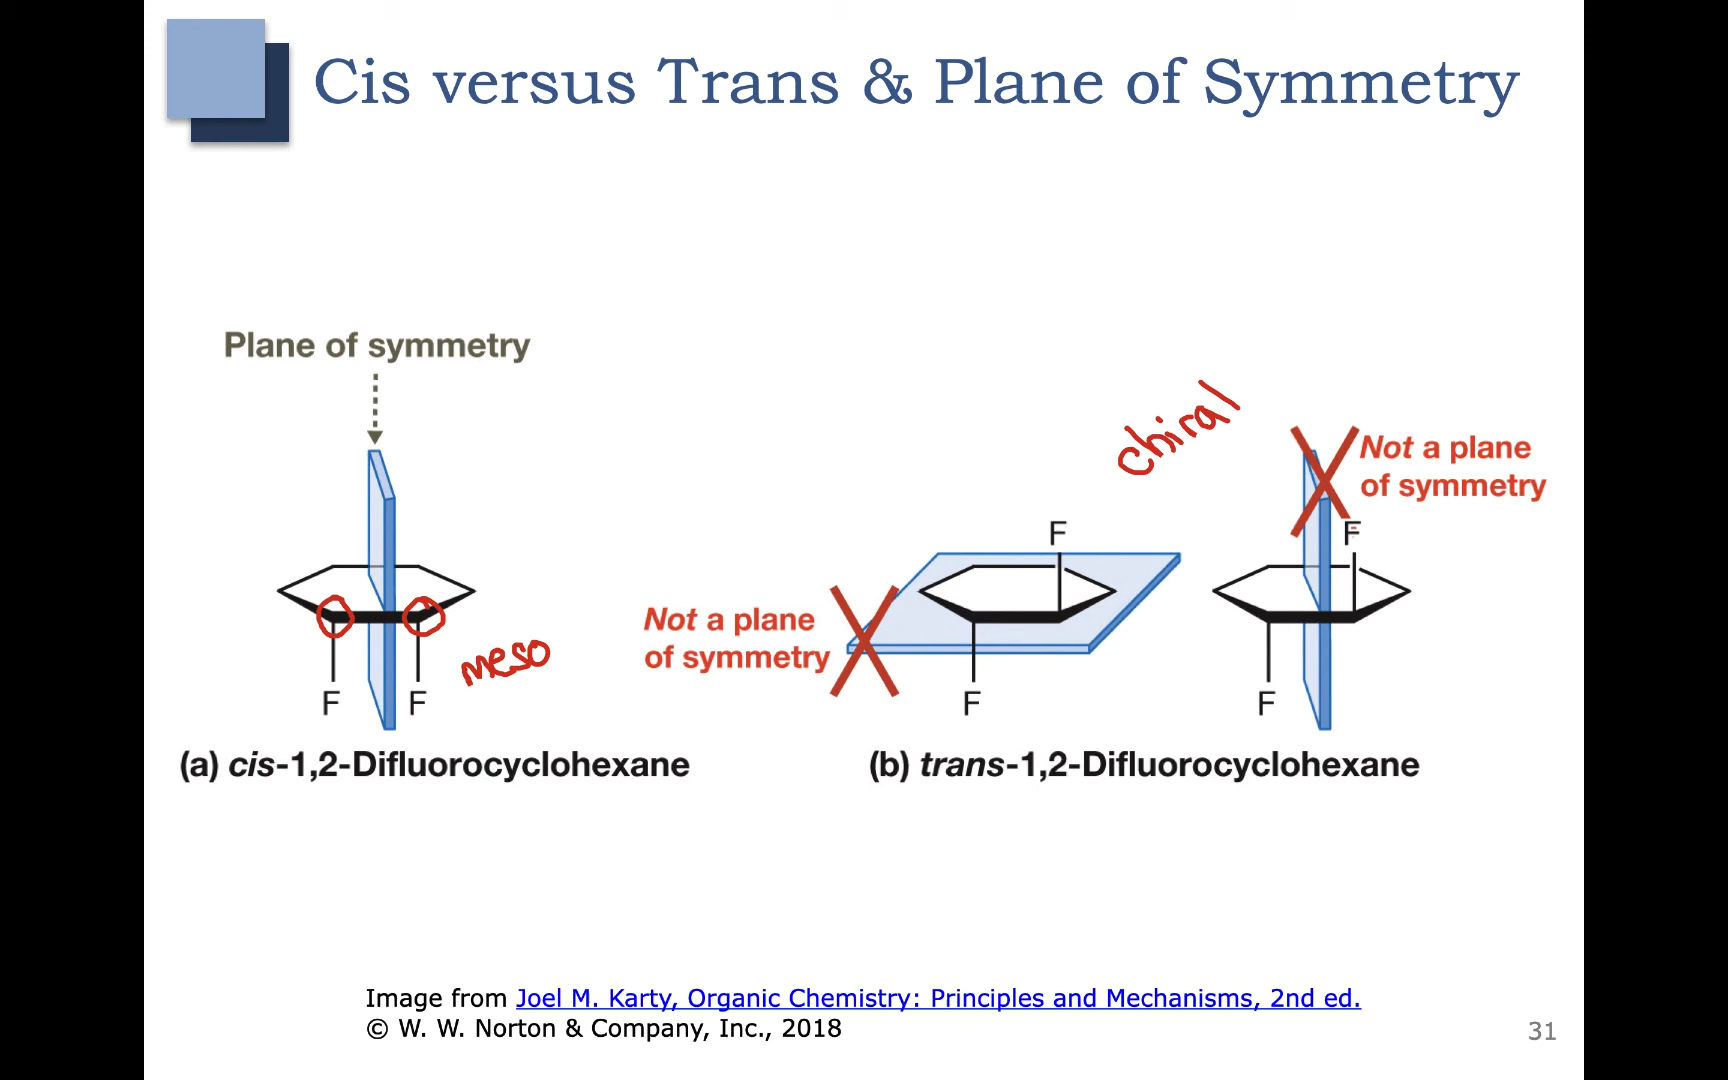 Cis versus Trans & Plane of Symmetry
Plane of symmetry
meso
F
F
(a) cis-1,2-Difluorocyclohexane
chiral
Not a plane
of symmetry
F
F
Not a plane
of symmetry
F
F
(b) trans-1,2-Difluorocyclohexane
Image from Joel M. Karty, Organic Chemistry: Principles and Mechanisms, 2nd ed.
© W. W. Norton & Company, Inc., 2018
31